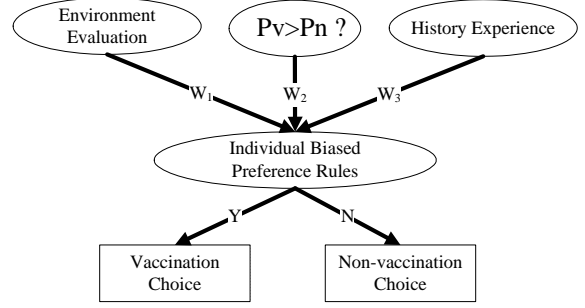 Environment
Evaluation
Pv>Pn ?
History Experience
W1
W2
W3
Individual Biased
Preference Rules
Y
N
Vaccination
Choice
Non-vaccination
Choice